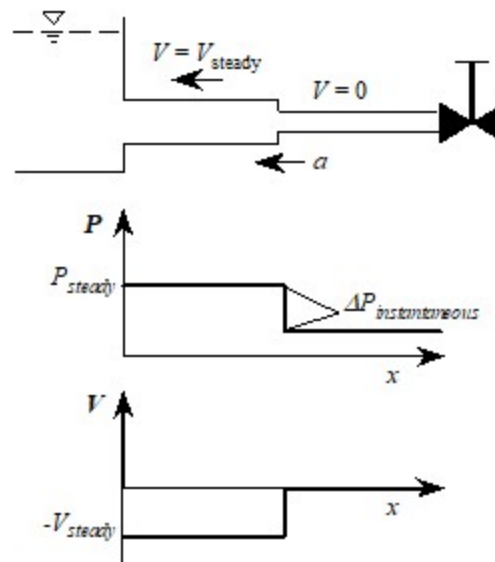 V = V_steady
V = 0
a
P
P_steady
ΔP_instantaneous
x
V
x
-V_steady